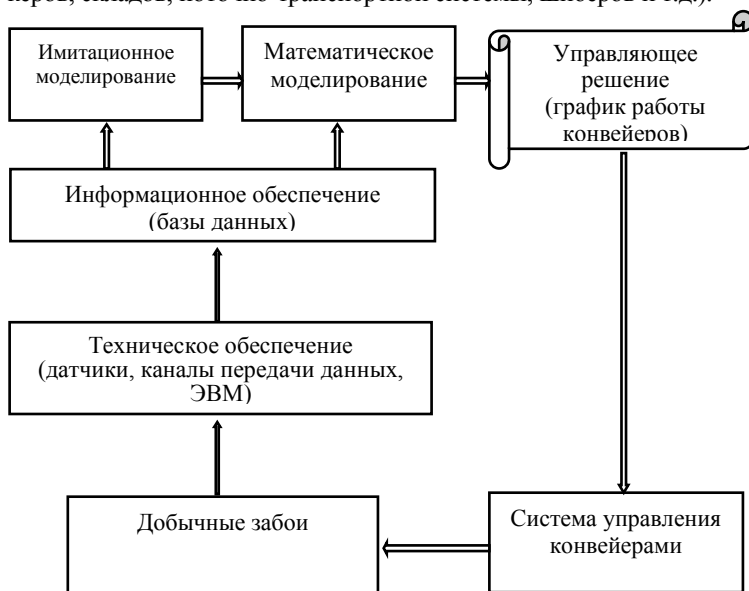 Имитационное
моделирование
Математическое
моделирование
Управляющее
решение
(график работы
конвейеров)
Информационное обеспечение
(базы данных)
Техническое обеспечение
(датчики, каналы передачи данных,
ЭВМ)
Добычные забои
Система управления
конвейерами